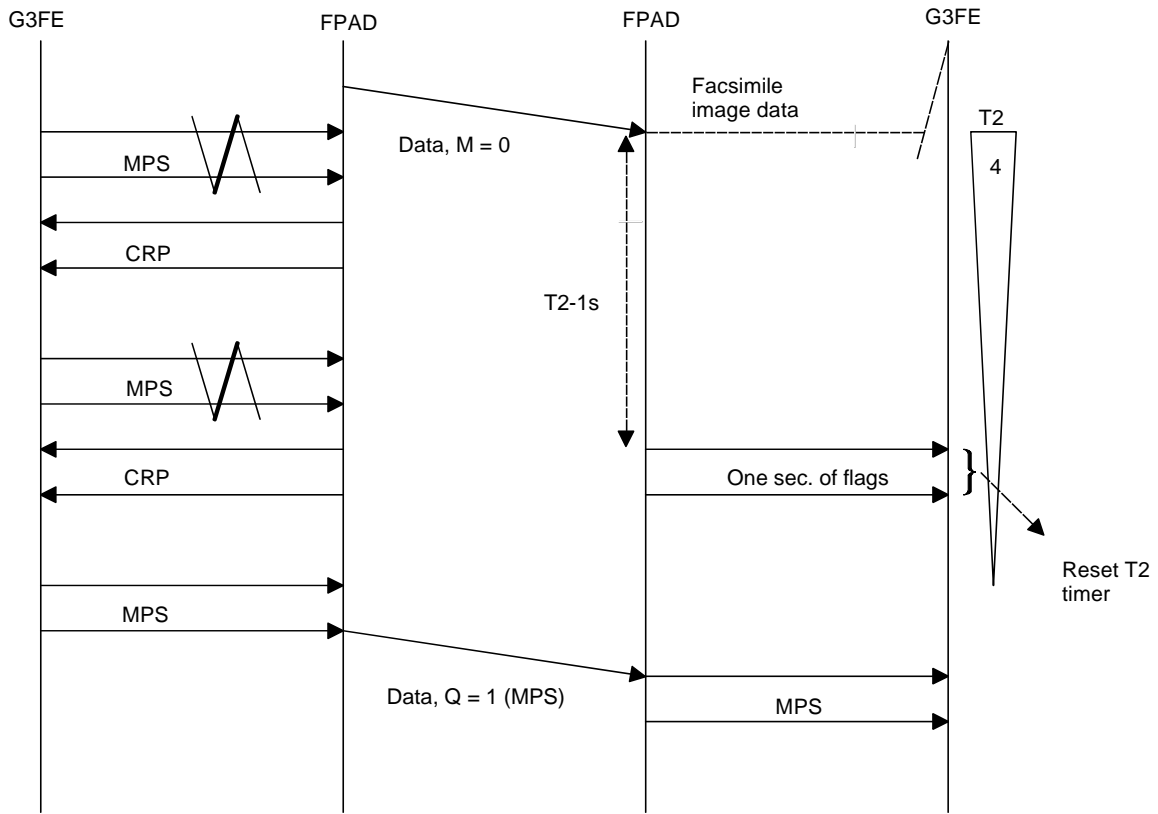 G3FE
FPAD
FPAD
G3FE
Facsimile
image data
T2
4
Data, M = 0
MPS
CRP
T2-1s
MPS
CRP
One sec. of flags
}
Reset T2
timer
MPS
Data, Q = 1 (MPS)
MPS